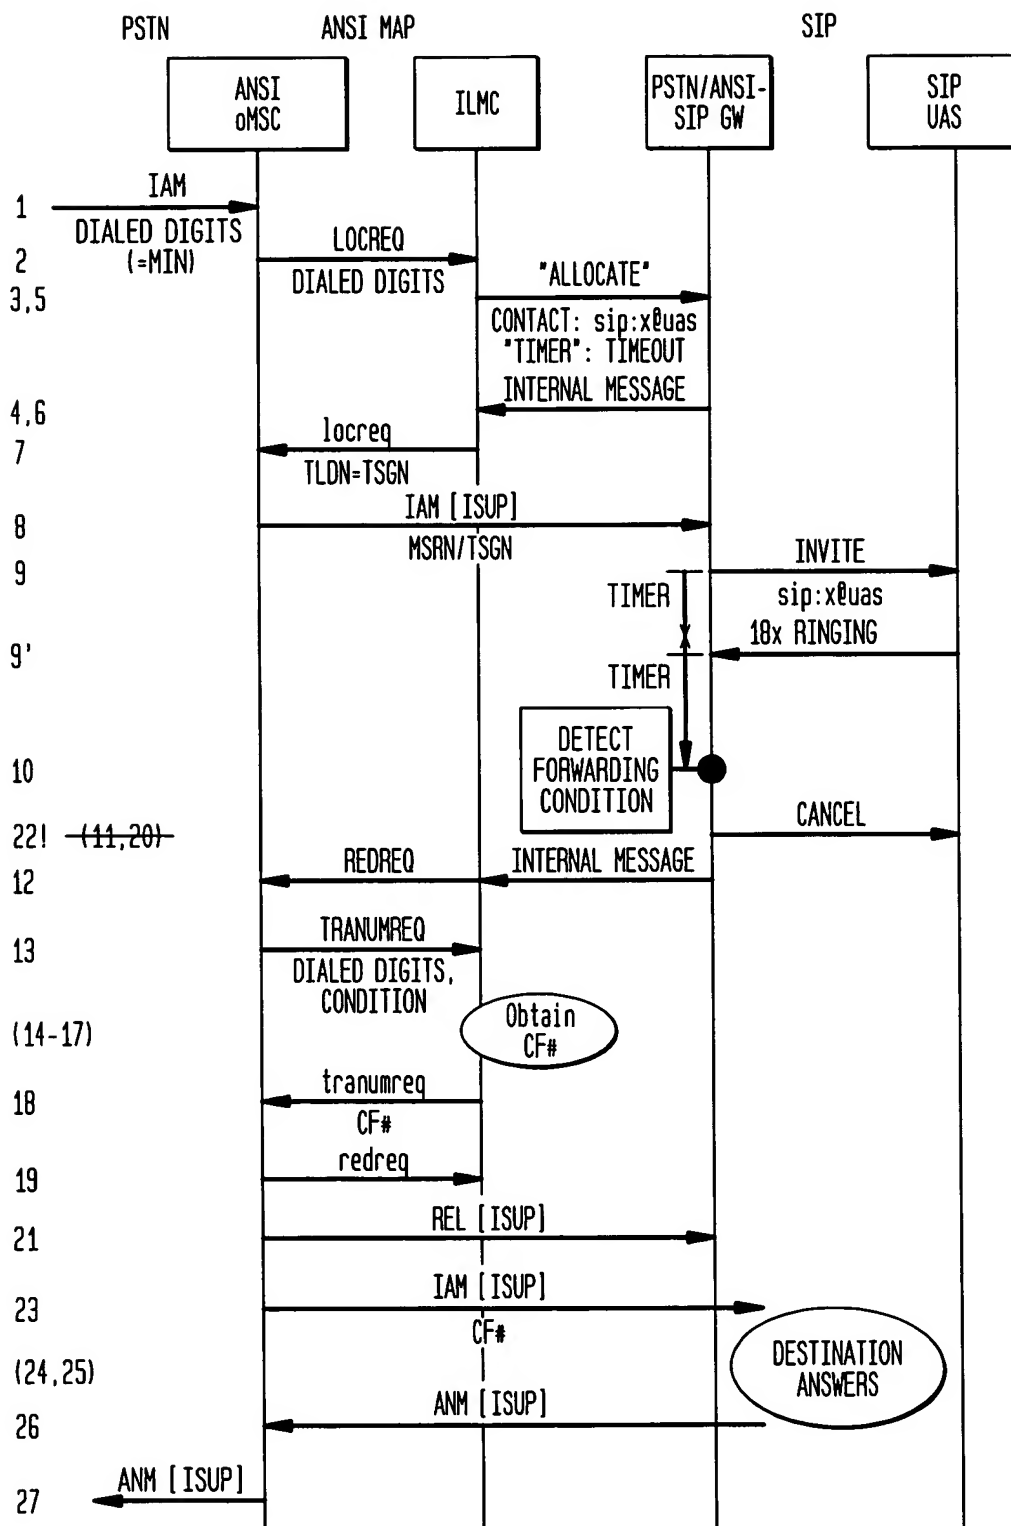 PSTN
ANSI MAP
SIP
ANSI
oMSC
ILMC
PSTN/ANSI-
SIP GW
SIP
UAS
1
IAM
DIALED DIGITS
(=MIN)
2
LOCREQ
DIALED DIGITS
3,5
"ALLOCATE"
CONTACT: sip:x@uas
"TIMER": TIMEOUT
4,6
INTERNAL MESSAGE
7
locreq
TLDN=TSGN
8
IAM [ISUP]
MSRN/TSGN
9
INVITE
sip:x@uas
TIMER
9'
18x RINGING
TIMER
10
DETECT
FORWARDING
CONDITION
22! (11,20)
CANCEL
12
REDREQ
INTERNAL MESSAGE
13
TRANUMREQ
DIALED DIGITS,
CONDITION
(14-17)
Obtain
CF#
18
tranumreq
CF#
19
redreq
21
REL [ISUP]
23
IAM [ISUP]
CF#
(24,25)
DESTINATION
ANSWERS
26
ANM [ISUP]
27
ANM [ISUP]